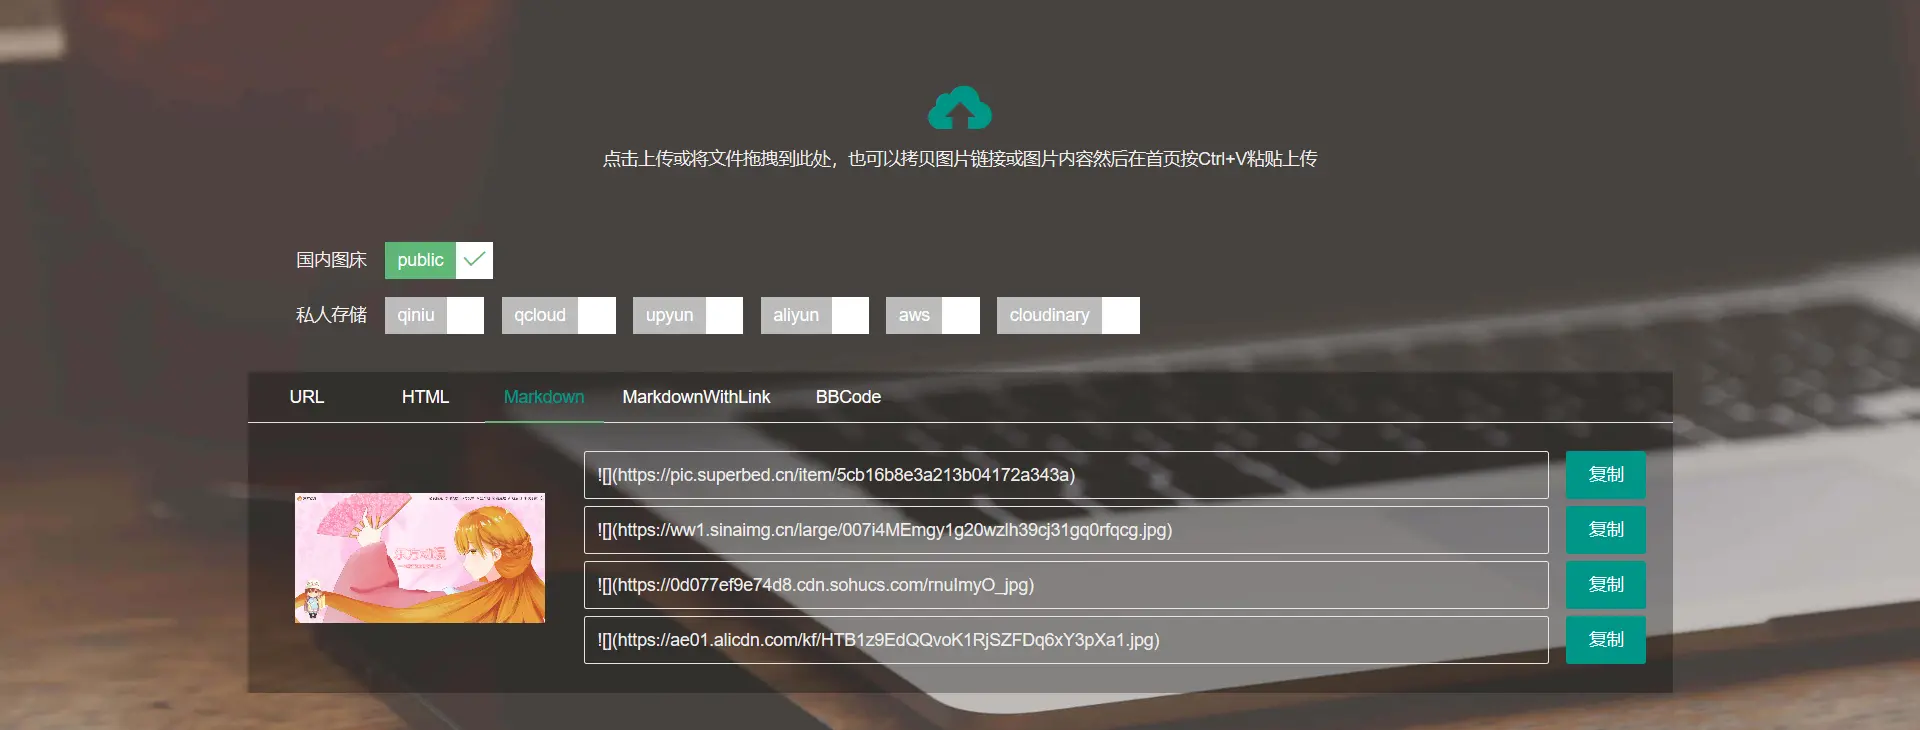 点击上传或将文件拖拽到此处，也可以拷贝图片链接或图片内容然后在首页按Ctrl+V粘贴上传
国内图床 public
私人存储 qiniu qcloud upyun aliyun aws cloudinary
URL HTML Markdown MarkdownWithLink BBCode
![](https://pic.superbed.cn/item/5cb16b8e3a213b04172a343a) 复制
![](https://ww1.sinaimg.cn/large/007i4MEmgy1g20wzlh39cj31gq0rfqcg.jpg) 复制
![](https://0d077ef9e74d8.cdn.sohucs.com/rnuImyO_jpg) 复制
![](https://ae01.alicdn.com/kf/HTB1z9EdQQvoK1RjSZFDq6xY3pXa1.jpg) 复制
东方动漫